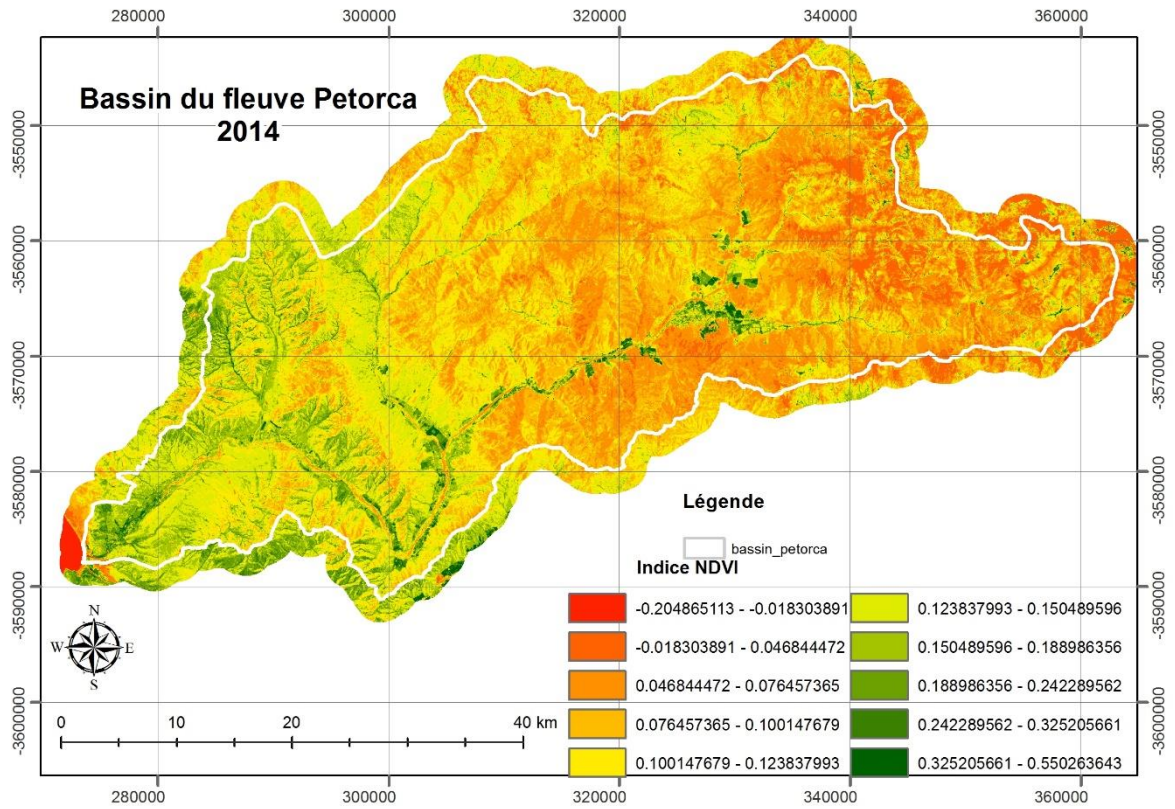 280000 300000 320000 340000 360000
Bassin du fleuve Petorca
2014
-3550000 -3550000
-3560000 -3560000
-3570000 -3570000
-3580000 -3580000
-3590000 -3590000
-3600000 -3600000
Légende
bassin_petorca
Indice NDVI
-0.204865113 - -0.018303891 0.123837993 - 0.150489596
-0.018303891 - 0.046844472 0.150489596 - 0.188986356
0.046844472 - 0.076457365 0.188986356 - 0.242289562
0.076457365 - 0.100147679 0.242289562 - 0.325205661
0.100147679 - 0.123837993 0.325205661 - 0.550263643
N
W E
S
0 10 20 40 km
280000 300000 320000 340000 360000